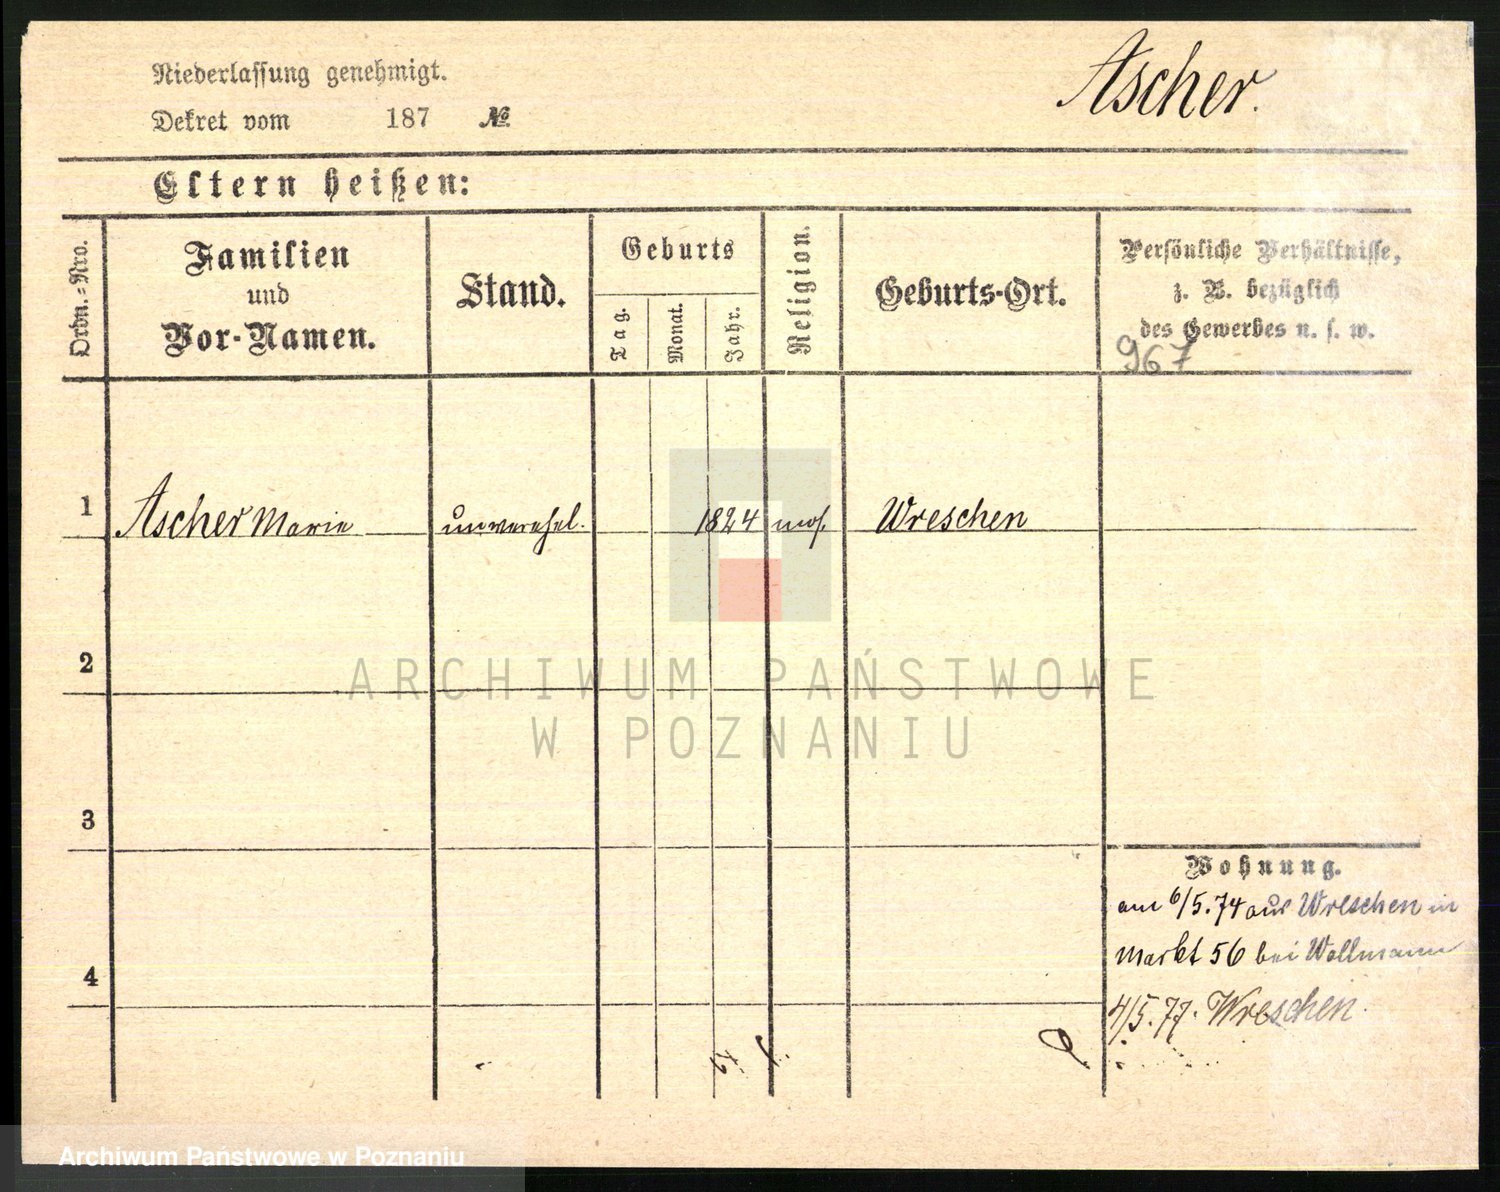 Niederlassung genehmigt.
Dekret vom 187 №
Ascher.
Eltern heißen:
Ordn.-Nro.
Familien
und
Vor-Namen.
Stand.
Geburts
Tag.
Monat.
Jahr.
Religion.
Geburts-Ort.
Persönliche Verhältnisse,
z. B. bezüglich
des Gewerbes u. s. w.
967
1 Ascher Marie unverehel. 1824 mos. Wreschen
2
3
4
Wohnung.
am 6/5.74 aus Wreschen in
Markt 56 bei Wollmann
4/5.77. Wreschen.
ARCHIWUM PAŃSTWOWE
W POZNANIU
Archiwum Państwowe w Poznaniu